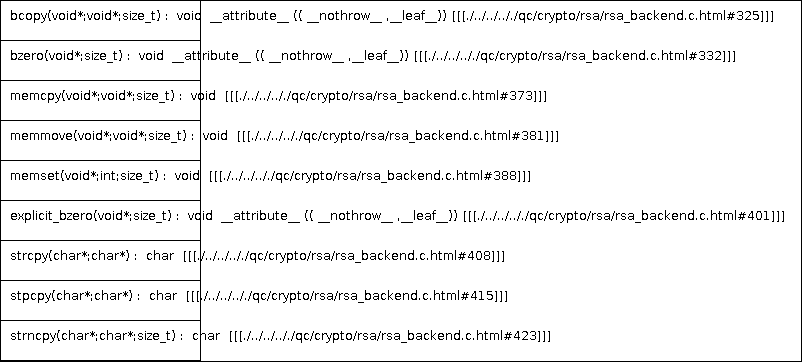 bcopy(void*;void*;size_t) : void __attribute__ (( __nothrow__ ,__leaf__)) [[[./../../../../qc/crypto/rsa/rsa_backend.c.html#325]]]
bzero(void*;size_t) : void __attribute__ (( __nothrow__ ,__leaf__)) [[[./../../../../qc/crypto/rsa/rsa_backend.c.html#332]]]
memcpy(void*;void*;size_t) : void [[[./../../../../qc/crypto/rsa/rsa_backend.c.html#373]]]
memmove(void*;void*;size_t) : void [[[./../../../../qc/crypto/rsa/rsa_backend.c.html#381]]]
memset(void*;int;size_t) : void [[[./../../../../qc/crypto/rsa/rsa_backend.c.html#388]]]
explicit_bzero(void*;size_t) : void __attribute__ (( __nothrow__ ,__leaf__)) [[[./../../../../qc/crypto/rsa/rsa_backend.c.html#401]]]
strcpy(char*;char*) : char [[[./../../../../qc/crypto/rsa/rsa_backend.c.html#408]]]
stpcpy(char*;char*) : char [[[./../../../../qc/crypto/rsa/rsa_backend.c.html#415]]]
strncpy(char*;char*;size_t) : char [[[./../../../../qc/crypto/rsa/rsa_backend.c.html#423]]]